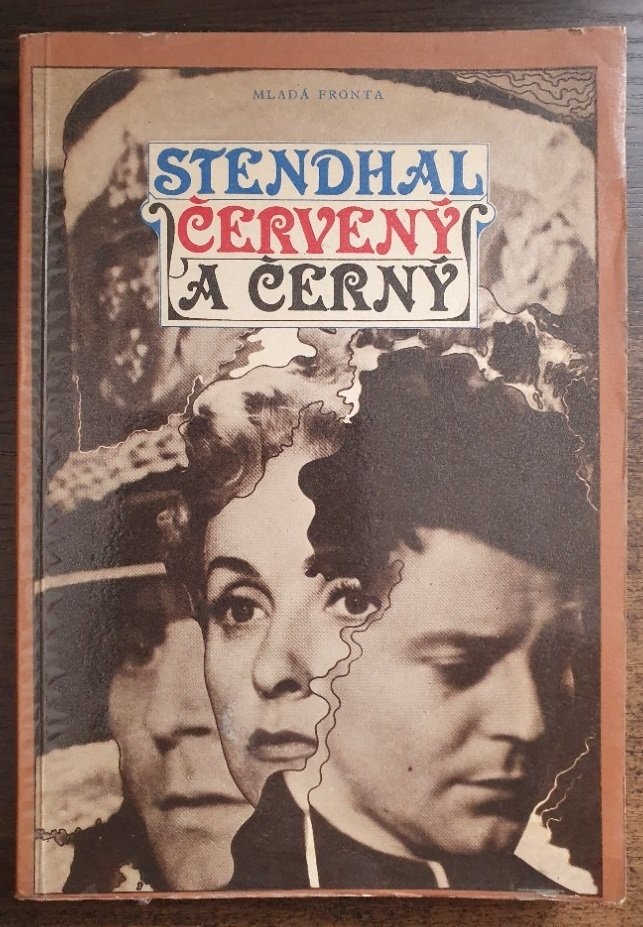 MLADÁ FRONTA
STENDHAL
ČERVENÝ
A ČERNÝ